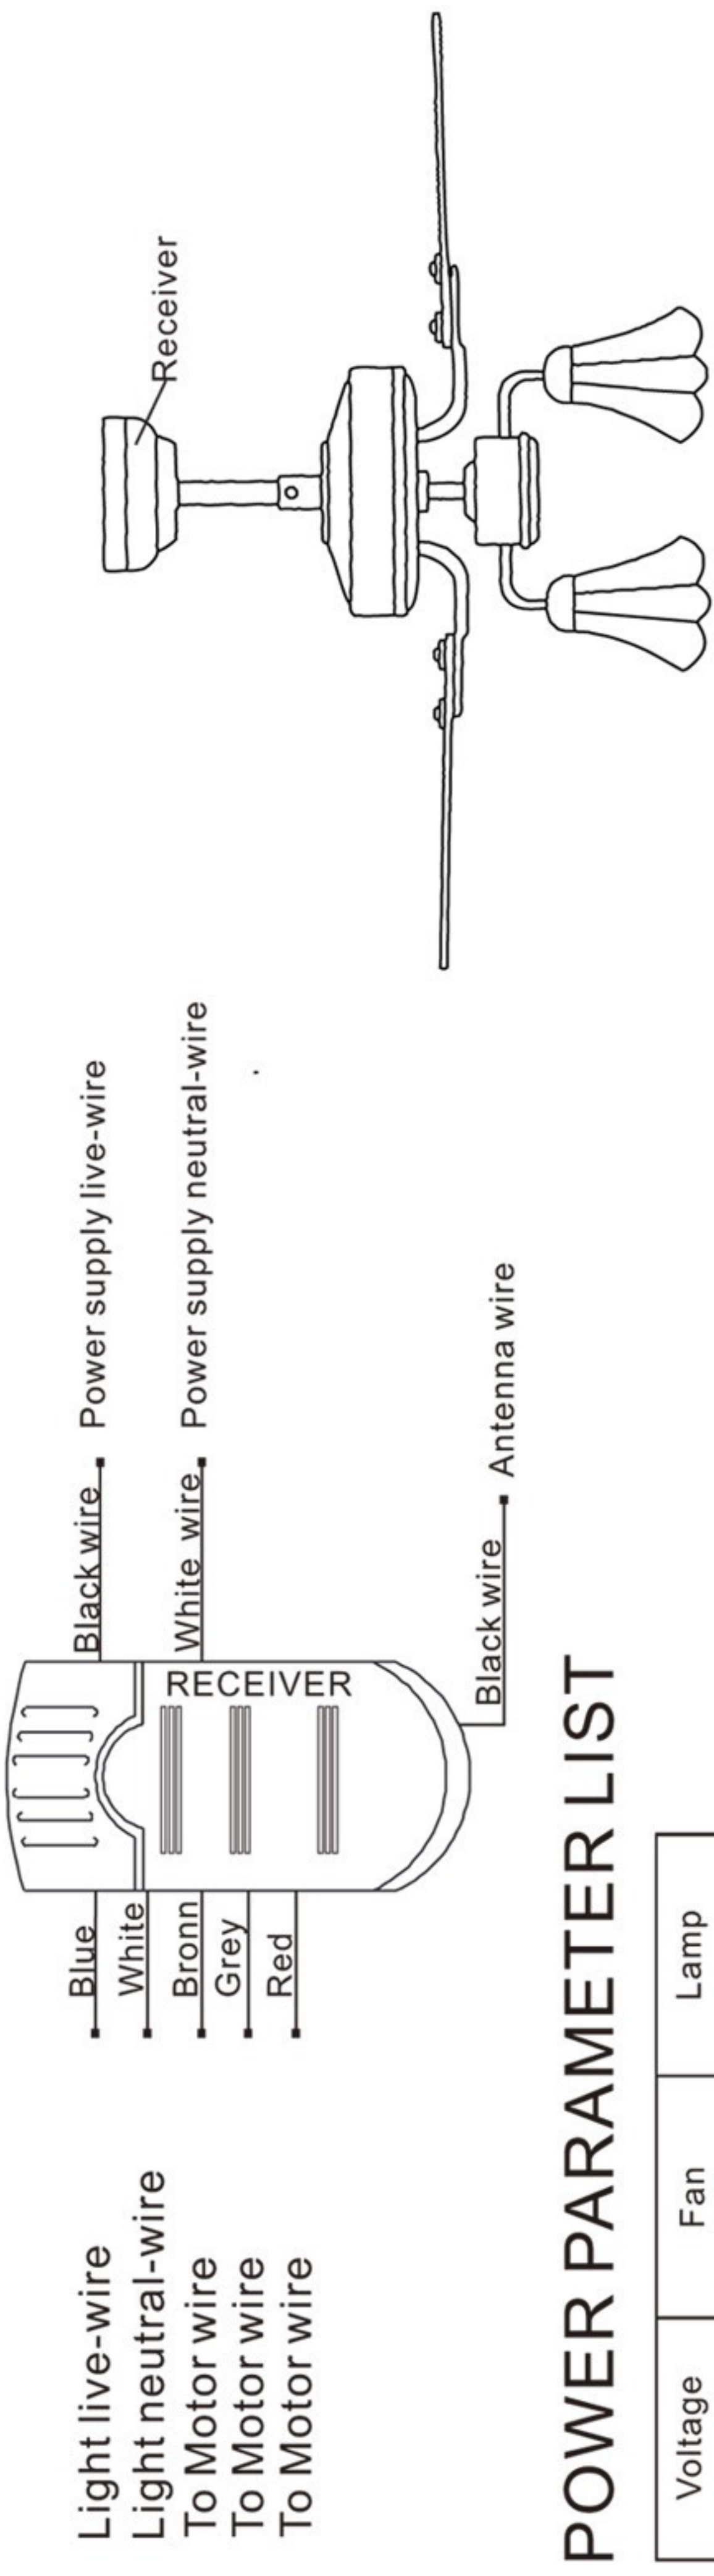 Light live-wire
Blue
Black wire
Power supply live-wire
Light neutral-wire
White
To Motor wire
Bronn
White wire
Power supply neutral-wire
To Motor wire
Grey
To Motor wire
Red
RECEIVER
Black wire
Antenna wire
Receiver
POWER PARAMETER LIST
Voltage
Fan
Lamp